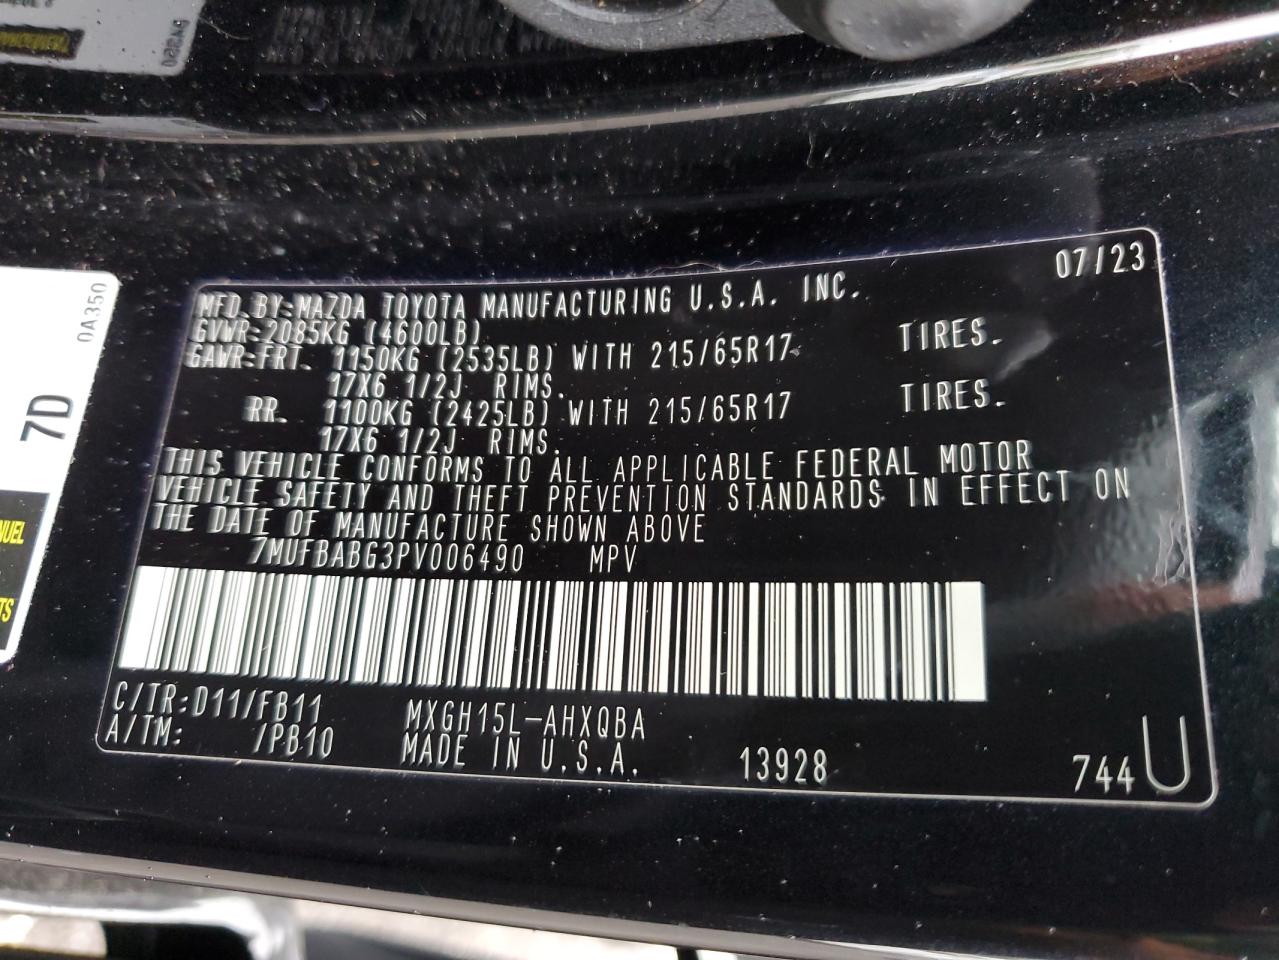 0A350
7D
NUEL
TS
07/23
MFD.BY:MAZDA TOYOTA MANUFACTURING U.S.A. INC.
GVWR:2085KG (4600LB)
GAWR:FRT. 1150KG (2535LB) WITH 215/65R17 TIRES.
17X6 1/2J RIMS.
RR. 1100KG (2425LB) WITH 215/65R17 TIRES.
17X6 1/2J RIMS.
THIS VEHICLE CONFORMS TO ALL APPLICABLE FEDERAL MOTOR
VEHICLE SAFETY AND THEFT PREVENTION STANDARDS IN EFFECT ON
THE DATE OF MANUFACTURE SHOWN ABOVE
7MUFBABG3PV006490 MPV
C/TR:D11/FB11 MXGH15L-AHXQBA
A/TM: /PB10 MADE IN U.S.A. 13928 744 U